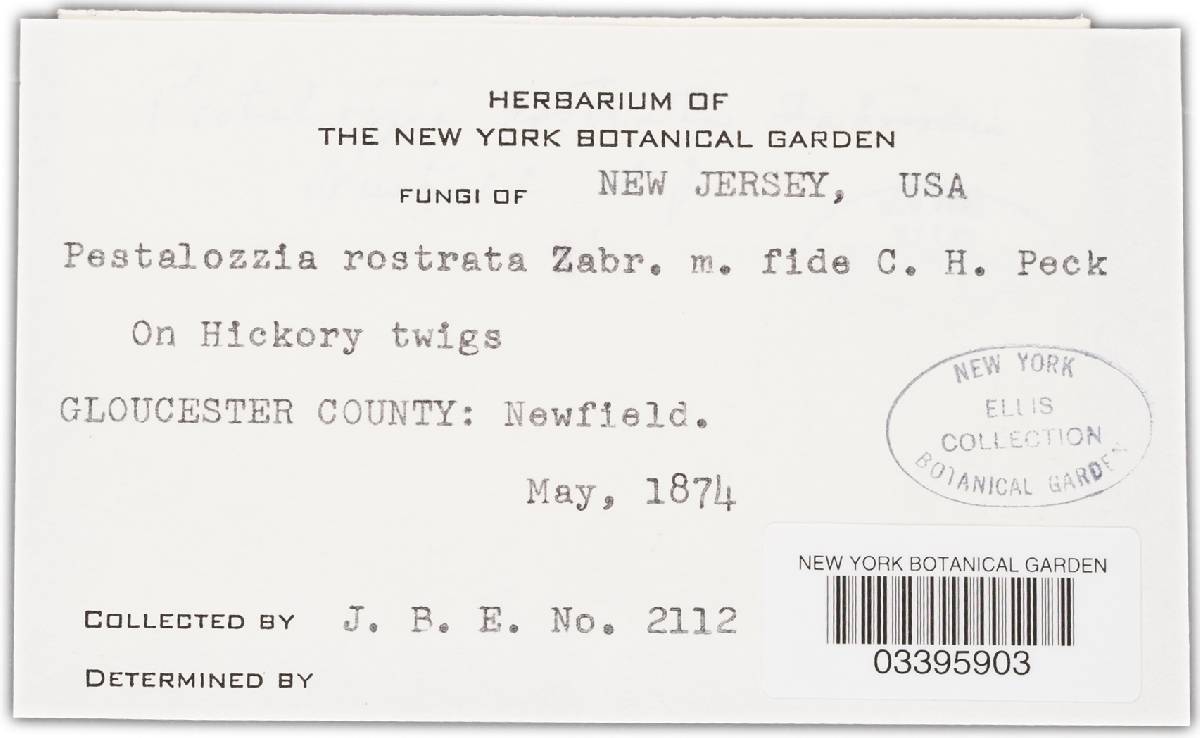 HERBARIUM OF
THE NEW YORK BOTANICAL GARDEN
FUNGI OF NEW JERSEY, USA
Pestalozzia rostrata Zabr. m. fide C. H. Peck
On Hickory twigs
GLOUCESTER COUNTY: Newfield.
May, 1874
NEW YORK
ELLIS
COLLECTION
BOTANICAL GARDEN
NEW YORK BOTANICAL GARDEN
03395903
COLLECTED BY J. B. E. No. 2112
DETERMINED BY